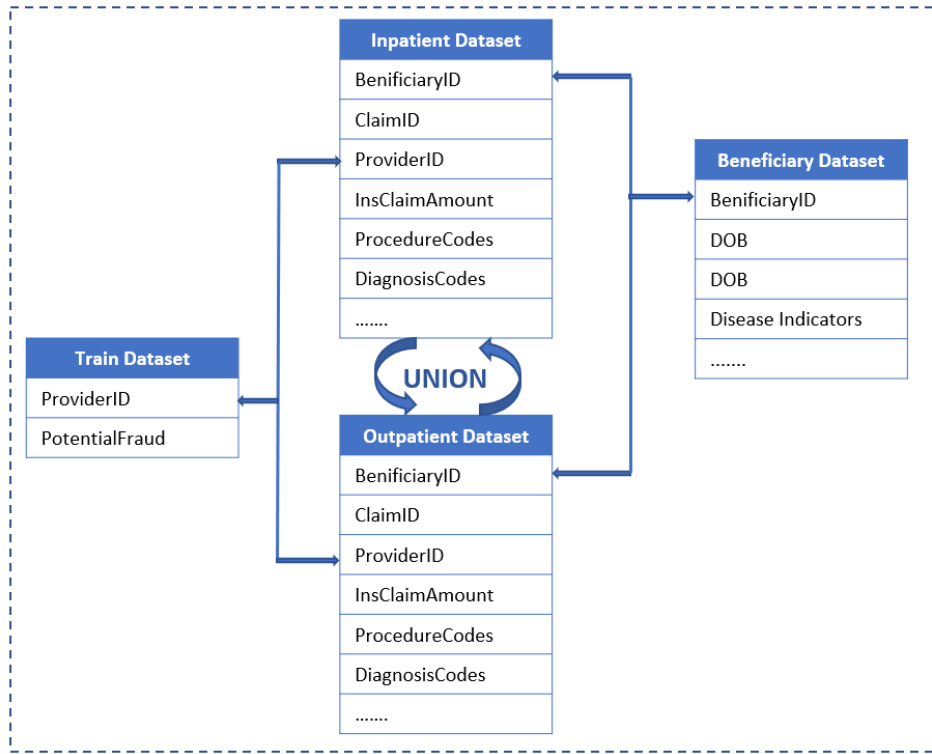 Inpatient Dataset
BenificiaryID
ClaimID
ProviderID
InsClaimAmount
ProcedureCodes
DiagnosisCodes
.......
Beneficiary Dataset
BenificiaryID
DOB
DOB
Disease Indicators
.......
Train Dataset
ProviderID
PotentialFraud
UNION
Outpatient Dataset
BenificiaryID
ClaimID
ProviderID
InsClaimAmount
ProcedureCodes
DiagnosisCodes
.......